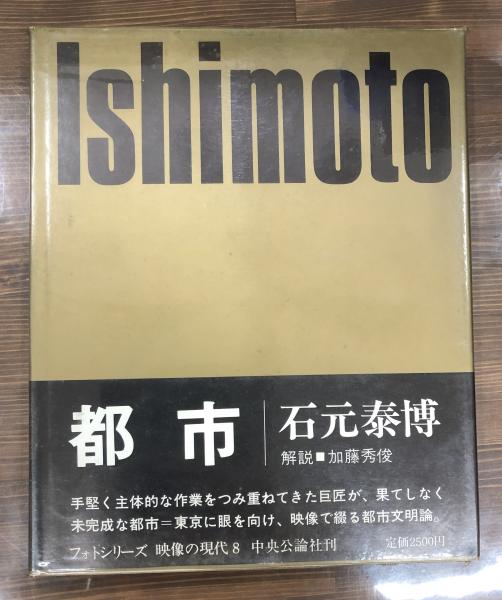 Ishimoto
都市
石元泰博
解説■加藤秀俊
手堅く主体的な作業をつみ重ねてきた巨匠が、果てしなく
未完成な都市＝東京に眼を向け、映像で綴る都市文明論。
フォトシリーズ 映像の現代8 中央公論社刊 定価2500円